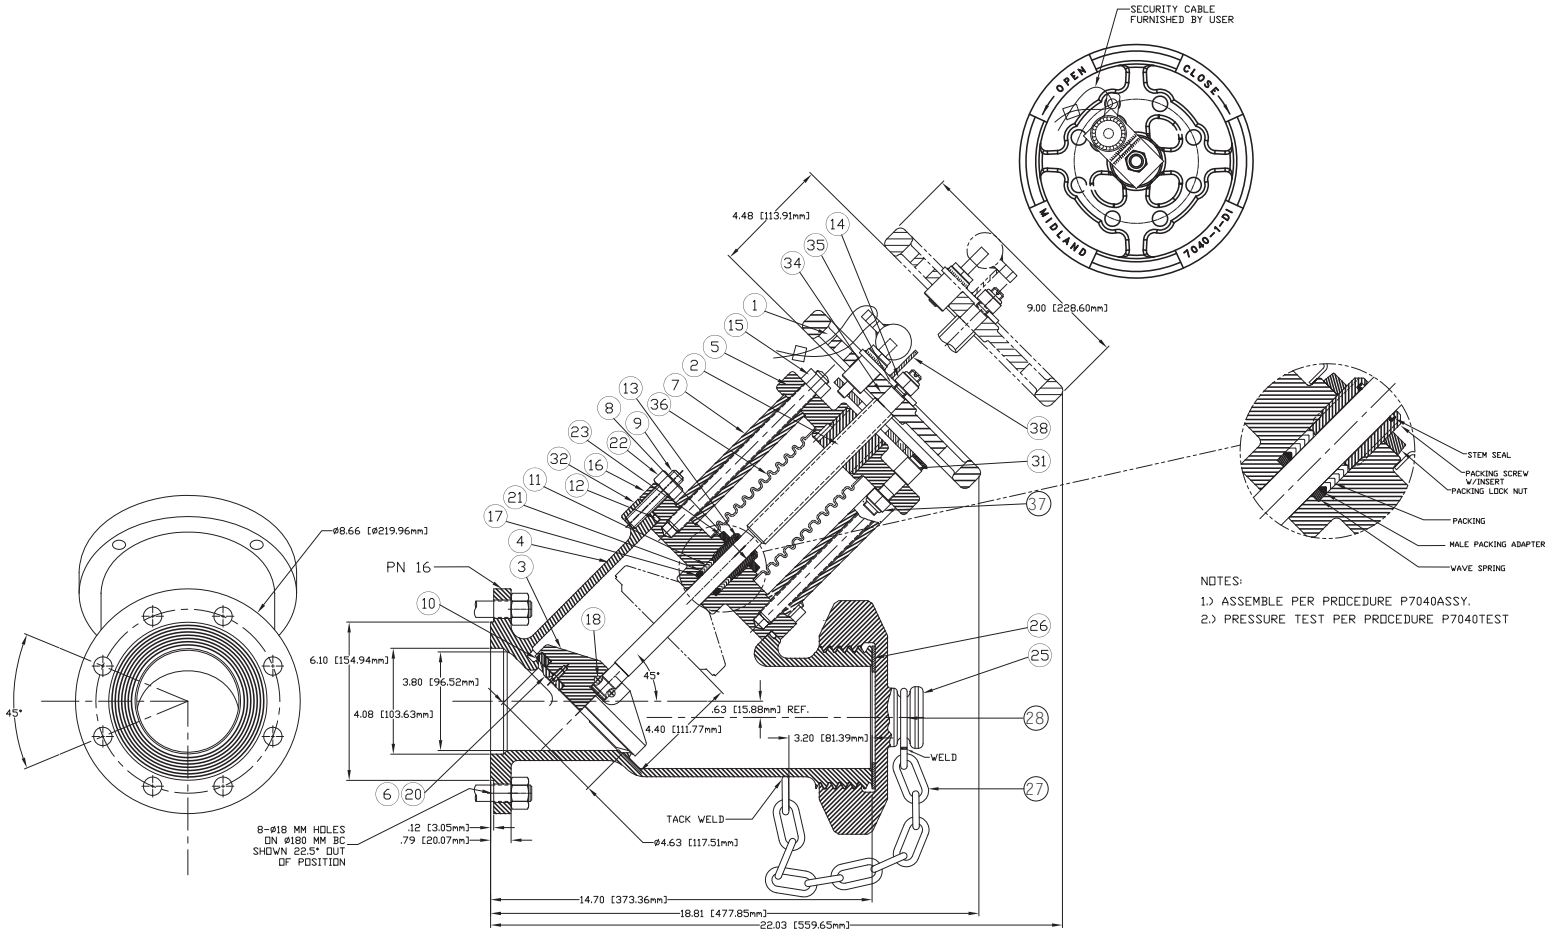 SECURITY CABLE
FURNISHED BY USER
OPEN
CLOSE
MIDLAND
7040-1-DI
4.48 [113.91mm]
9.00 [228.60mm]
14
35
34
1
15
5
2
7
36
13
8
9
23
22
32
16
12
11
21
17
4
3
10
18
38
31
37
26
25
28
27
6
20
STEM SEAL
PACKING SCREW
W/INSERT
PACKING LOCK NUT
PACKING
MALE PACKING ADAPTER
WAVE SPRING
NOTES:
1.) ASSEMBLE PER PROCEDURE P7040ASSY.
2.) PRESSURE TEST PER PROCEDURE P7040TEST
ø8.66 [ø219.96mm]
PN 16
45°
6.10 [154.94mm]
3.80 [96.52mm]
4.08 [103.63mm]
45°
.63 [15.88mm] REF.
4.40 [111.77mm]
3.20 [81.39mm]
WELD
TACK WELD
8-ø18 MM HOLES
ON ø180 MM BC
SHOWN 22.5° OUT
OF POSITION
.12 [3.05mm]
.79 [20.07mm]
ø4.63 [117.51mm]
14.70 [373.36mm]
18.81 [477.85mm]
22.03 [559.65mm]